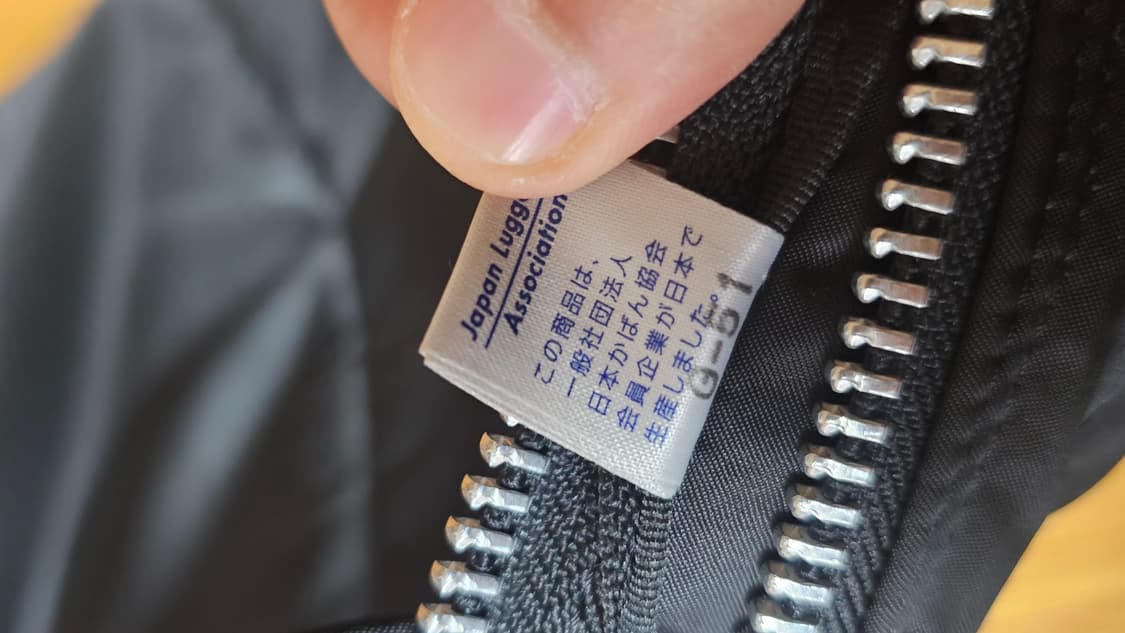 Japan Lugg
Association
この商品は、
一般社団法人
日本かばん協会
会員企業が日本で
生産しました。
G-51